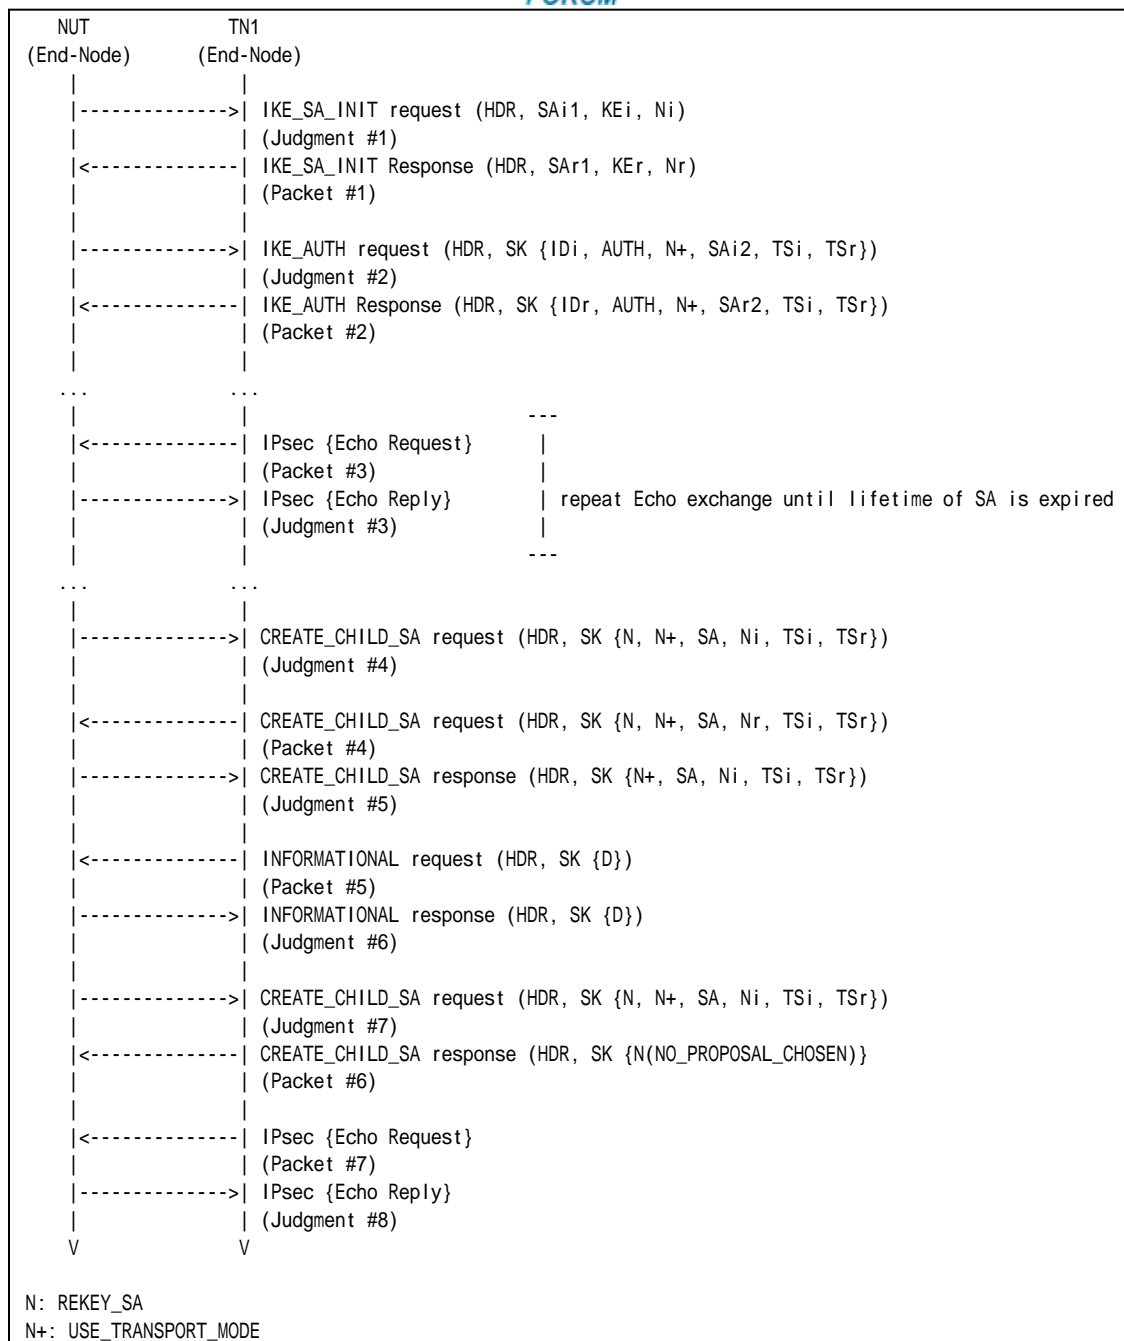 FORUM
NUT TN1
(End-Node) (End-Node)
| |
|-------------->| IKE_SA_INIT request (HDR, SAi1, KEi, Ni)
| | (Judgment #1)
|<--------------| IKE_SA_INIT Response (HDR, SAr1, KEr, Nr)
| | (Packet #1)
| |
|-------------->| IKE_AUTH request (HDR, SK {IDi, AUTH, N+, SAi2, TSi, TSr})
| | (Judgment #2)
|<--------------| IKE_AUTH Response (HDR, SK {IDr, AUTH, N+, SAr2, TSi, TSr})
| | (Packet #2)
| |
... ...
| | ---
|<--------------| IPsec {Echo Request} |
| | (Packet #3) |
|-------------->| IPsec {Echo Reply} | repeat Echo exchange until lifetime of SA is expired
| | (Judgment #3) |
| | ---
... ...
| |
|-------------->| CREATE_CHILD_SA request (HDR, SK {N, N+, SA, Ni, TSi, TSr})
| | (Judgment #4)
| |
|<--------------| CREATE_CHILD_SA request (HDR, SK {N, N+, SA, Nr, TSi, TSr})
| | (Packet #4)
|-------------->| CREATE_CHILD_SA response (HDR, SK {N+, SA, Ni, TSi, TSr})
| | (Judgment #5)
| |
|<--------------| INFORMATIONAL request (HDR, SK {D})
| | (Packet #5)
|-------------->| INFORMATIONAL response (HDR, SK {D})
| | (Judgment #6)
| |
|-------------->| CREATE_CHILD_SA request (HDR, SK {N, N+, SA, Ni, TSi, TSr})
| | (Judgment #7)
|<--------------| CREATE_CHILD_SA response (HDR, SK {N(NO_PROPOSAL_CHOSEN)}
| | (Packet #6)
| |
|<--------------| IPsec {Echo Request}
| | (Packet #7)
|-------------->| IPsec {Echo Reply}
| | (Judgment #8)
V V
N: REKEY_SA
N+: USE_TRANSPORT_MODE